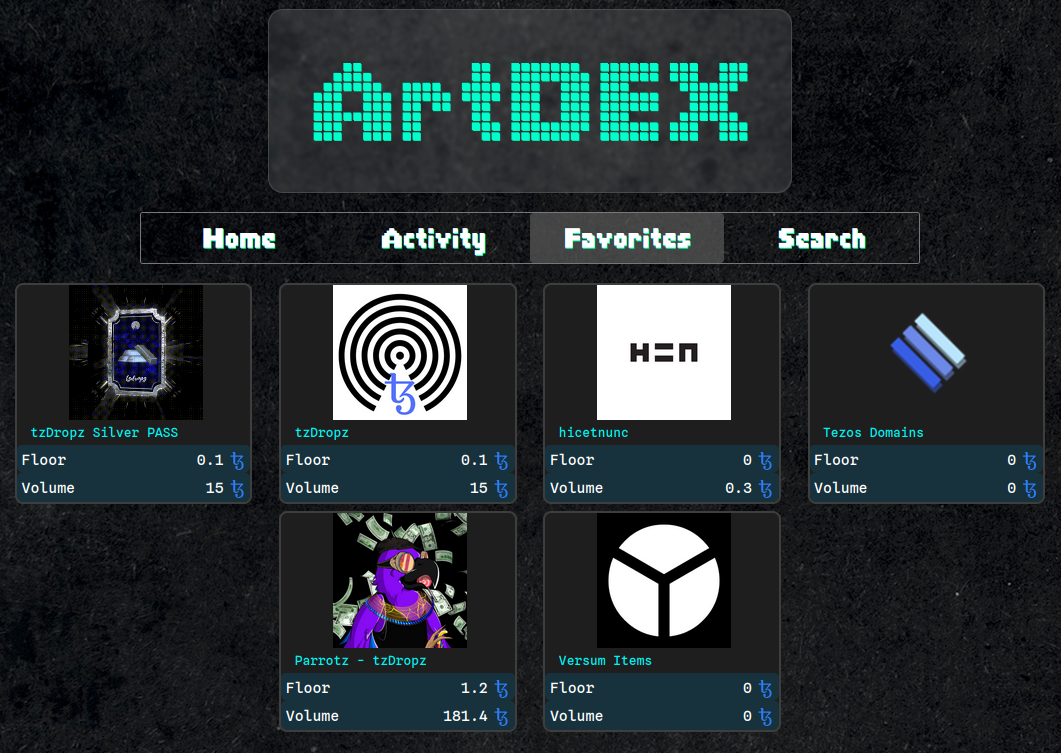 ArtDEX
Home Activity Favorites Search
tzDropz Silver PASS
Floor 0.1 ꜩ
Volume 15 ꜩ
tzDropz
Floor 0.1 ꜩ
Volume 15 ꜩ
H=N
hicetnunc
Floor 0 ꜩ
Volume 0.3 ꜩ
Tezos Domains
Floor 0 ꜩ
Volume 0 ꜩ
Parrotz - tzDropz
Floor 1.2 ꜩ
Volume 181.4 ꜩ
Versum Items
Floor 0 ꜩ
Volume 0 ꜩ